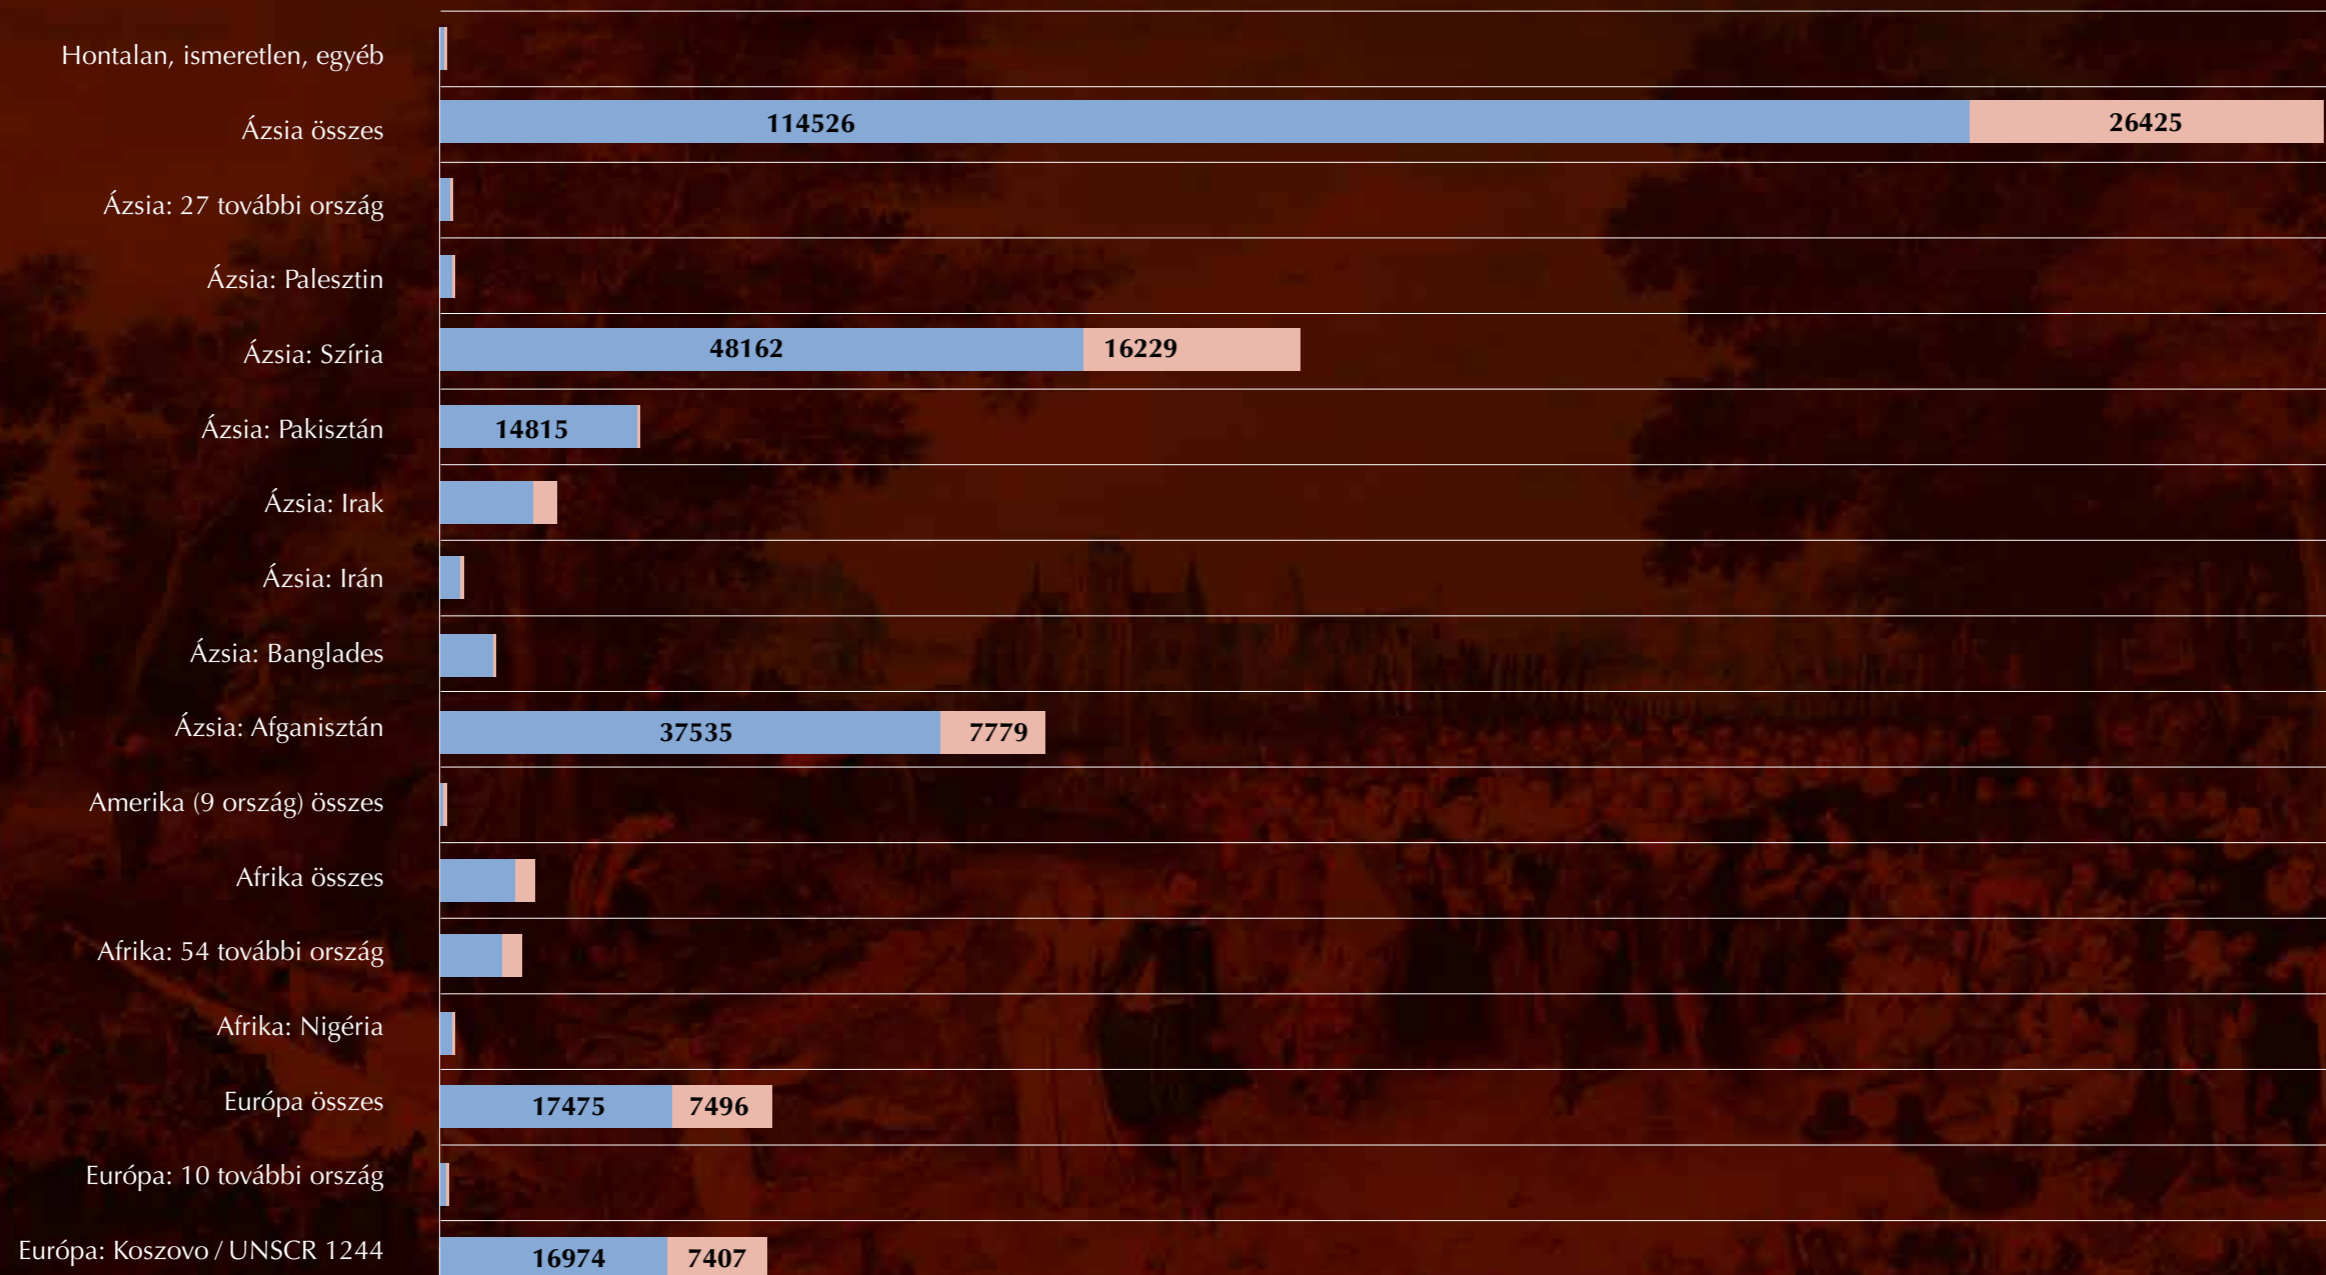 Hontalan, ismeretlen, egyéb
Ázsia összes 114526 26425
Ázsia: 27 további ország
Ázsia: Palesztin
Ázsia: Szíria 48162 16229
Ázsia: Pakisztán 14815
Ázsia: Irak
Ázsia: Irán
Ázsia: Banglades
Ázsia: Afganisztán 37535 7779
Amerika (9 ország) összes
Afrika összes
Afrika: 54 további ország
Afrika: Nigéria
Európa összes 17475 7496
Európa: 10 további ország
Európa: Koszovo / UNSCR 1244 16974 7407